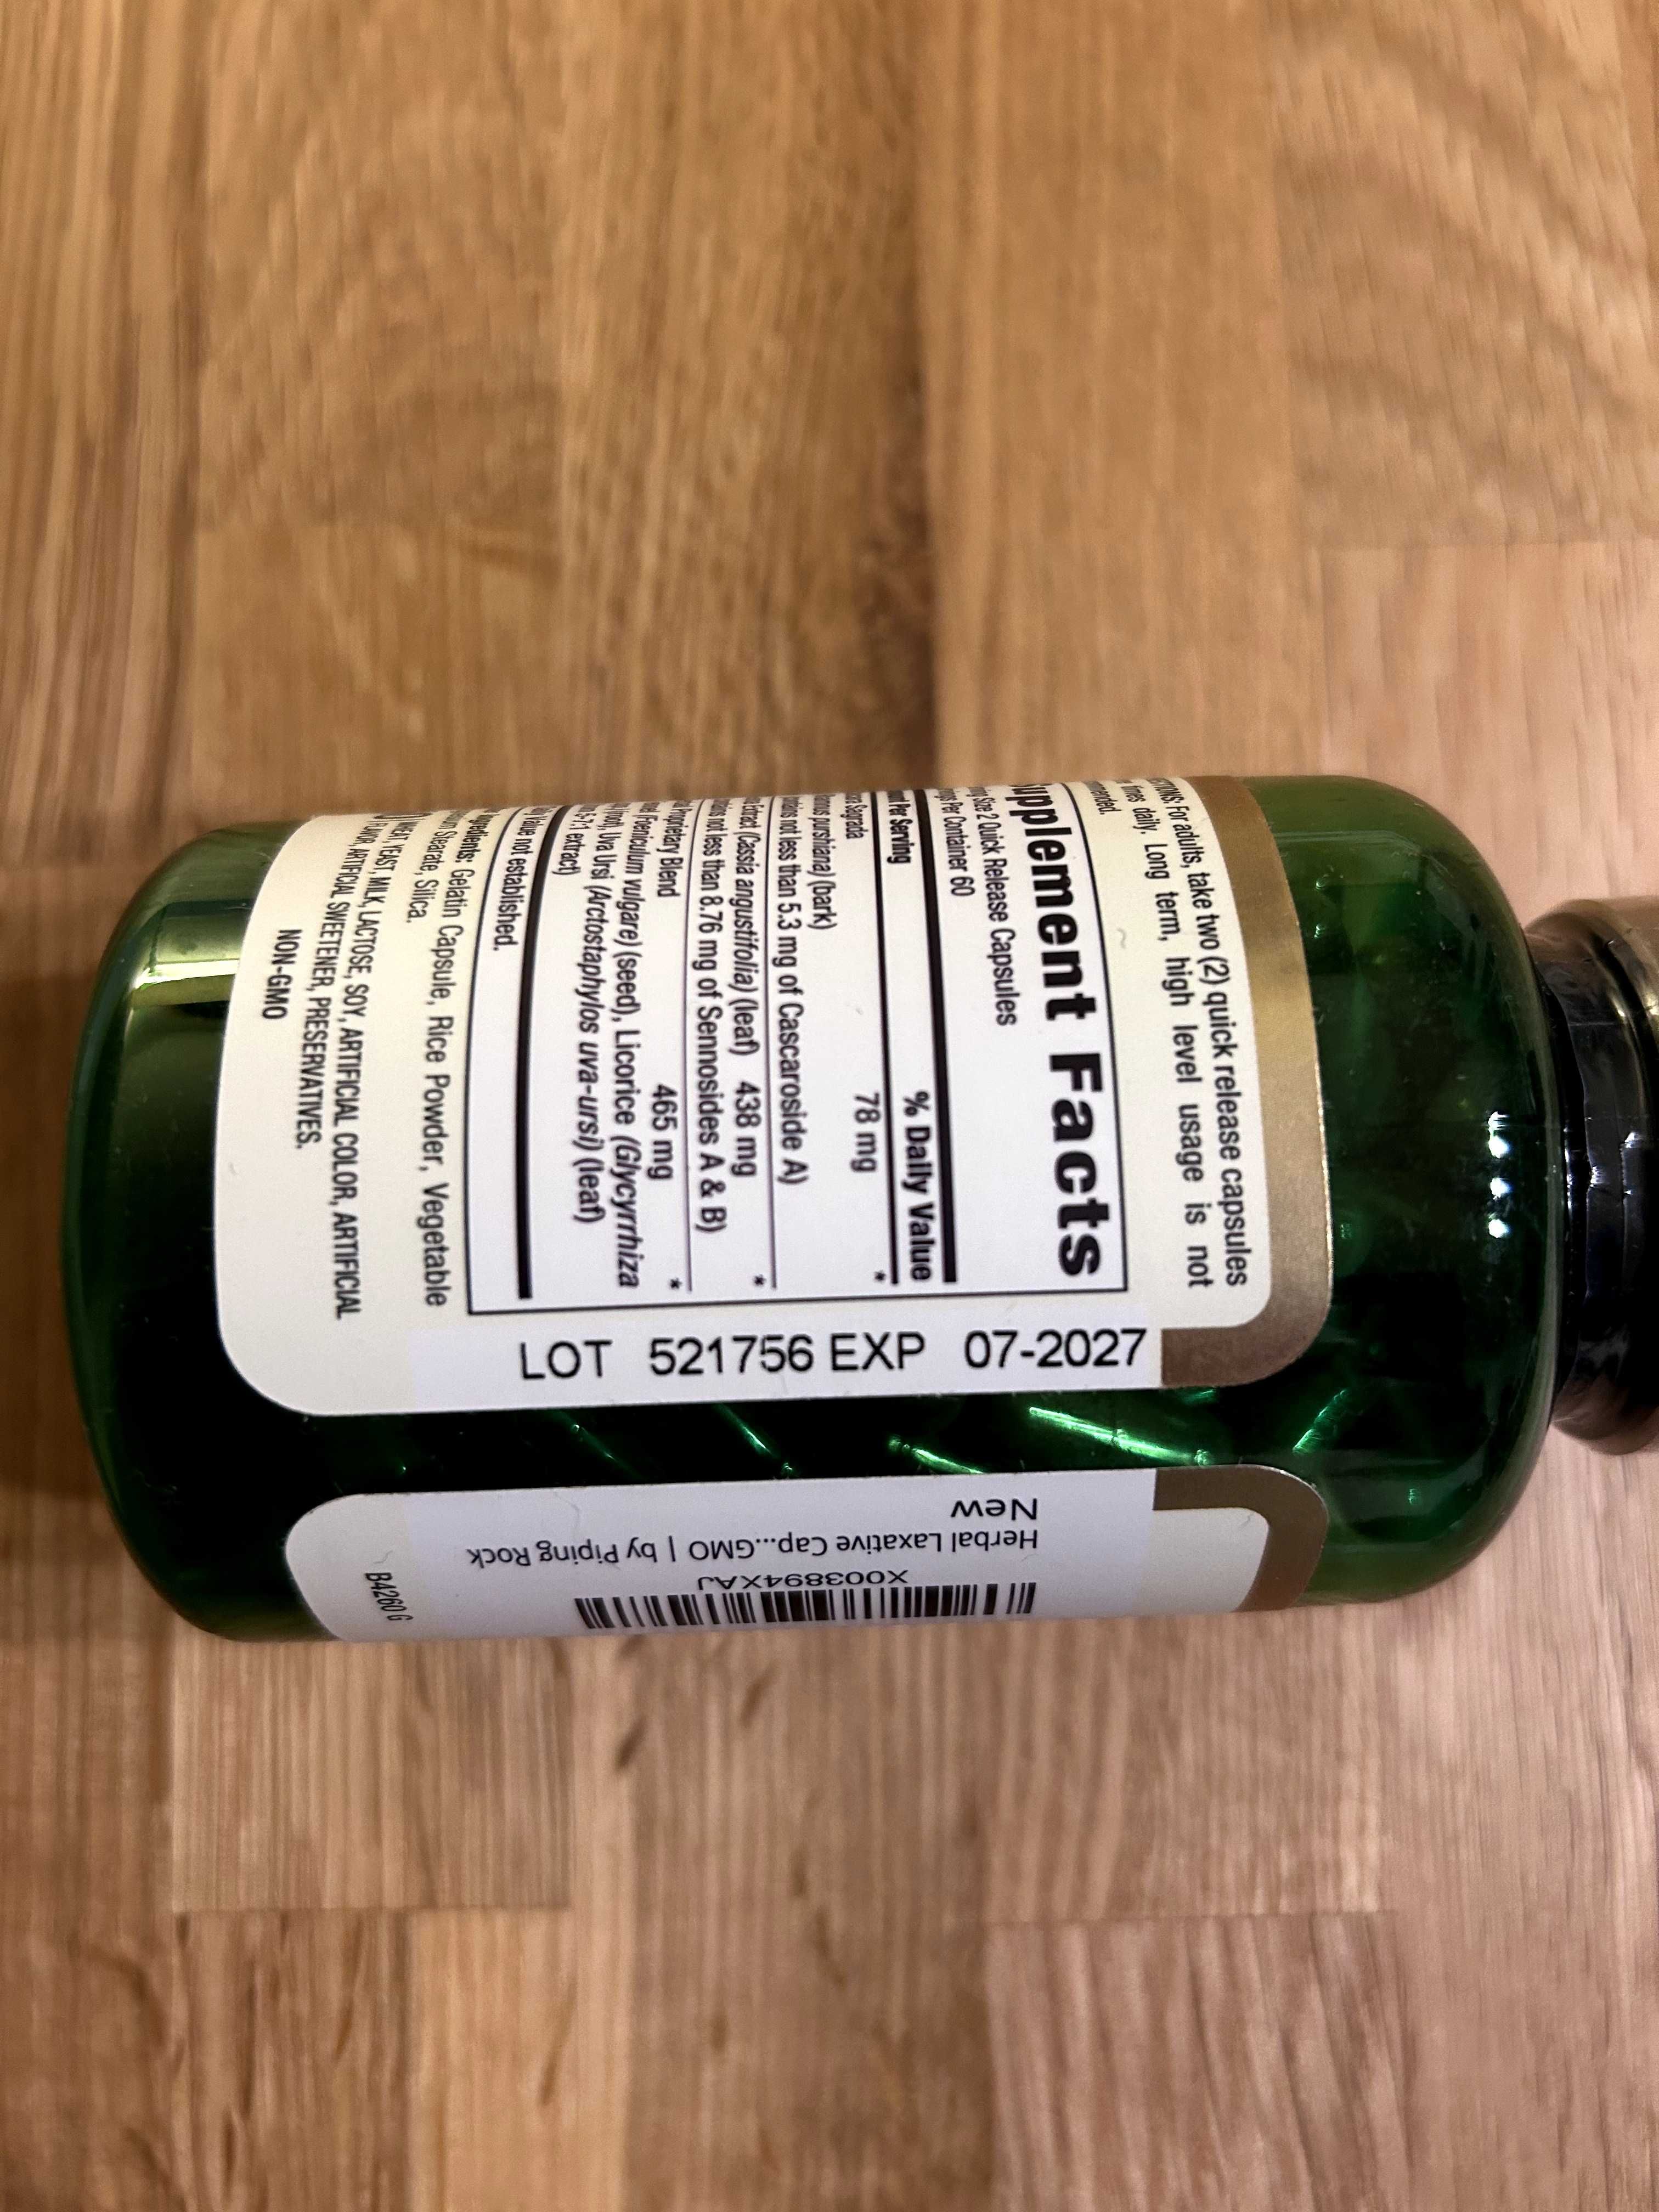 For adults, take two (2) quick release capsules
times daily. Long term, high level usage is not
Facts
Size 2 Quick Release Capsules
Per Container 60
Per Serving % Daily Value
78 mg *
purshiana) (bark)
not less than 5.3 mg of Cascaroside A)
Extract (Cassia angustifolia) (leaf) 438 mg *
not less than 8.76 mg of Sennosides A & B)
Proprietary Blend 465 mg *
Foeniculum vulgare) (seed), Licorice (Glycyrrhiza
Uva Ursi (Arctostaphylos uva-ursi) (leaf)
extract)
Value not established.
Gelatin Capsule, Rice Powder, Vegetable
Stearate, Silica.
YEAST, MILK, LACTOSE, SOY, ARTIFICIAL COLOR, ARTIFICIAL
ARTIFICIAL SWEETENER, PRESERVATIVES.
NON-GMO
LOT 521756 EXP 07-2027
X003894XAJ
Herbal Laxative Cap...GMO | by Piping Rock
New
B4260 G